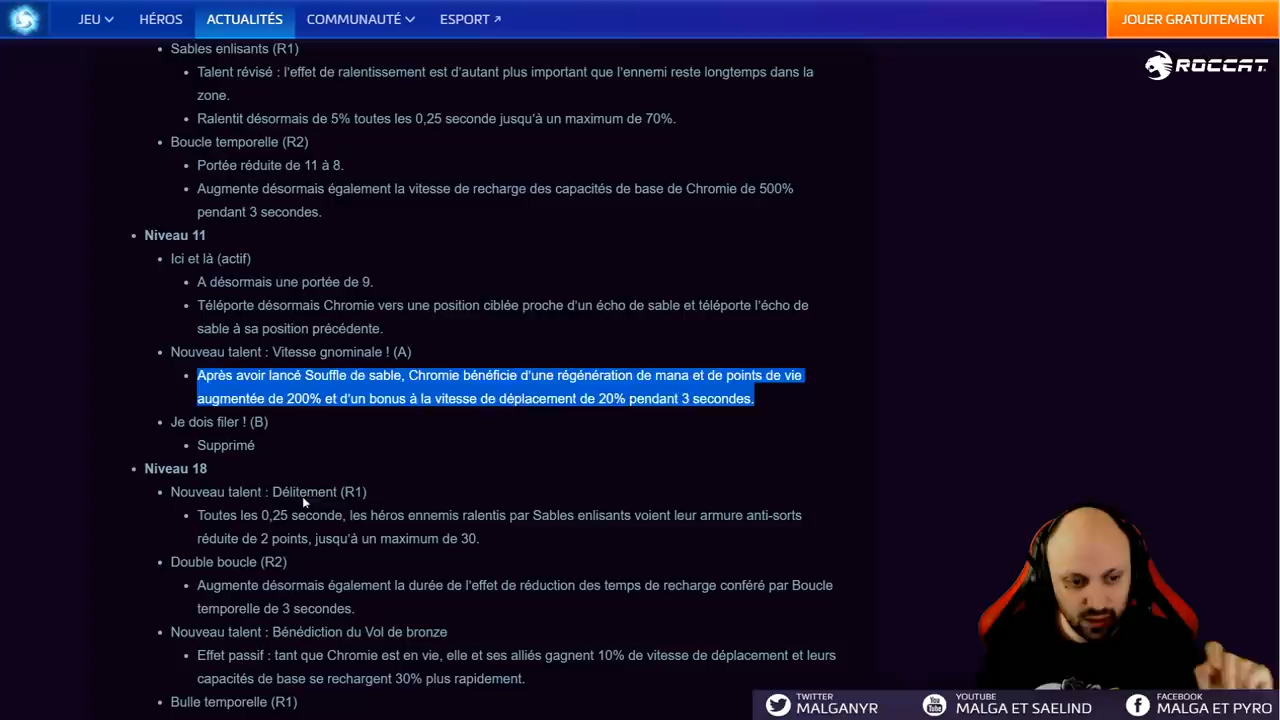 JEU
HÉROS
ACTUALITÉS
COMMUNAUTÉ
ESPORT
JOUER GRATUITEMENT
ROCCAT
Sables enlisants (R1)
Talent révisé : l'effet de ralentissement est d'autant plus important que l'ennemi reste longtemps dans la
zone.
Ralentit désormais de 5% toutes les 0,25 seconde jusqu'à un maximum de 70%.
Boucle temporelle (R2)
Portée réduite de 11 à 8.
Augmente désormais également la vitesse de recharge des capacités de base de Chromie de 500%
pendant 3 secondes.
Niveau 11
Ici et là (actif)
A désormais une portée de 9.
Téléporte désormais Chromie vers une position ciblée proche d'un écho de sable et téléporte l'écho de
sable à sa position précédente.
Nouveau talent : Vitesse gnominale ! (A)
Après avoir lancé Souffle de sable, Chromie bénéficie d'une régénération de mana et de points de vie
augmentée de 200% et d'un bonus à la vitesse de déplacement de 20% pendant 3 secondes.
Je dois filer ! (B)
Supprimé
Niveau 18
Nouveau talent : Délitement (R1)
Toutes les 0,25 seconde, les héros ennemis ralentis par Sables enlisants voient leur armure anti-sorts
réduite de 2 points, jusqu'à un maximum de 30.
Double boucle (R2)
Augmente désormais également la durée de l'effet de réduction des temps de recharge conféré par Boucle
temporelle de 3 secondes.
Nouveau talent : Bénédiction du Vol de bronze
Effet passif : tant que Chromie est en vie, elle et ses alliés gagnent 10% de vitesse de déplacement et leurs
capacités de base se rechargent 30% plus rapidement.
Bulle temporelle (R1)
TWITTER
MALGANYR
YOUTUBE
MALGA ET SAELIND
FACEBOOK
MALGA ET PYRO